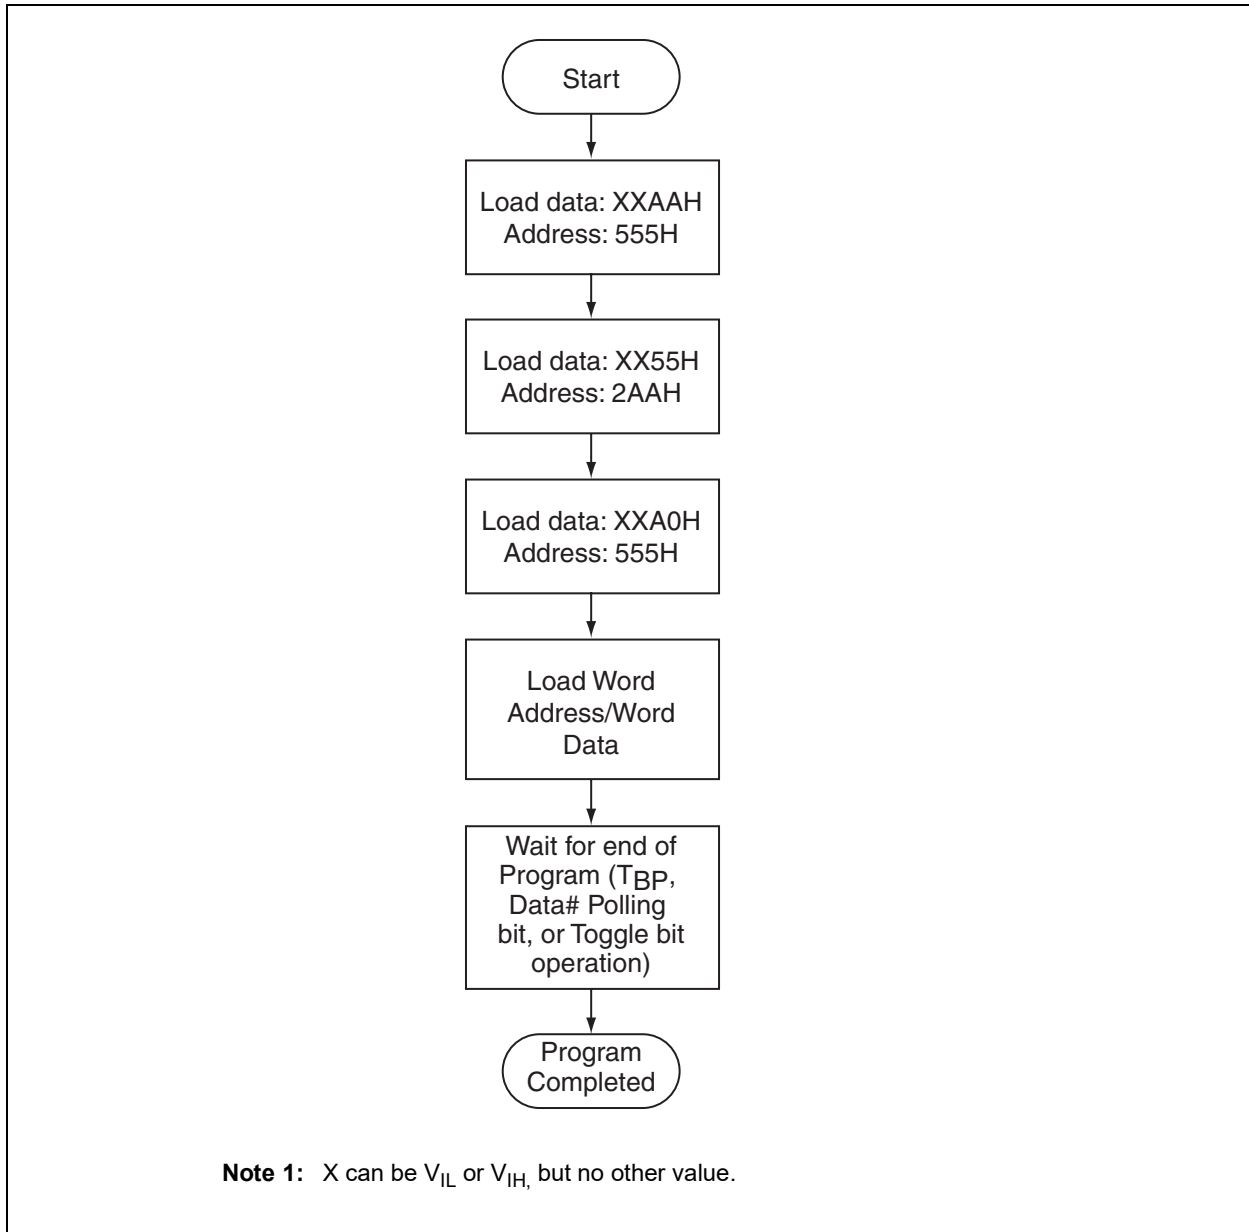 Start
Load data: XXAAH
Address: 555H
Load data: XX55H
Address: 2AAH
Load data: XXA0H
Address: 555H
Load Word
Address/Word
Data
Wait for end of
Program (TBP,
Data# Polling
bit, or Toggle bit
operation)
Program
Completed
Note 1: X can be VIL or VIH, but no other value.